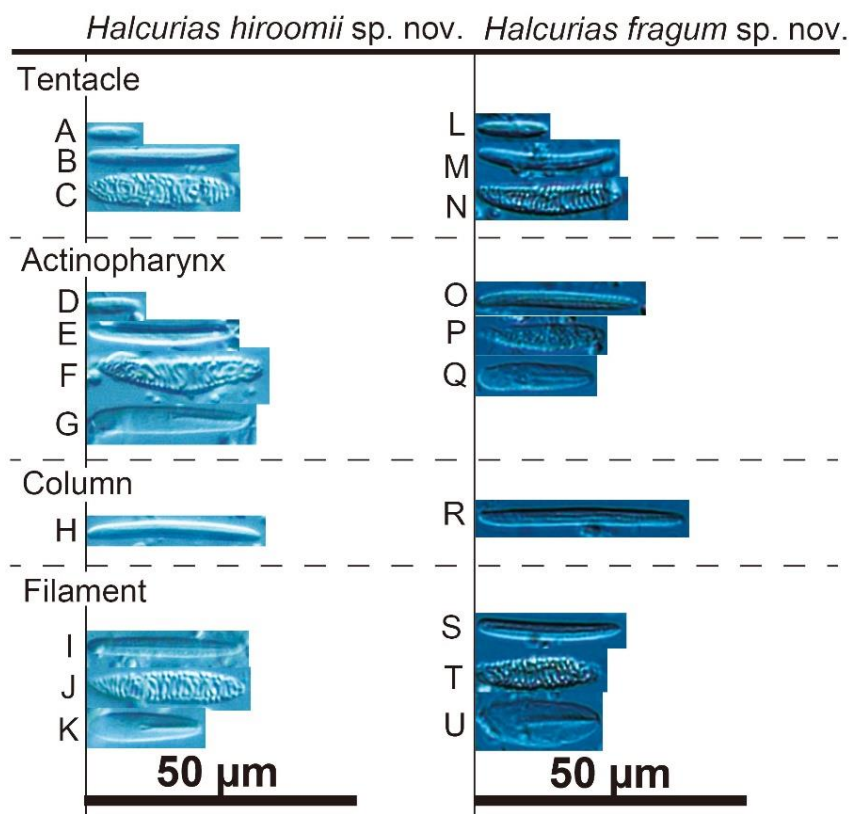 Halcurias hiroomii sp. nov. Halcurias fragum sp. nov.
Tentacle
A
B
C
L
M
N
Actinopharynx
D
E
F
G
O
P
Q
Column
H
R
Filament
I
J
K
S
T
U
50 µm
50 µm